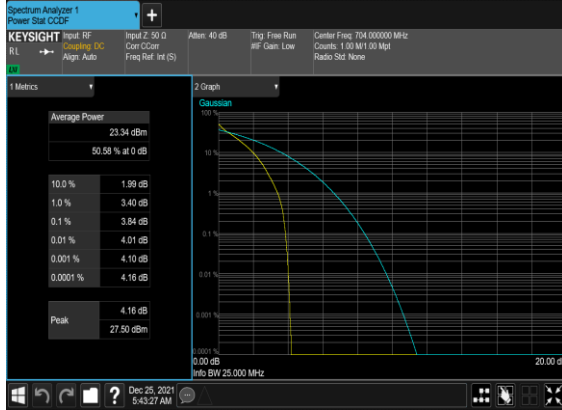 Spectrum Analyzer 1
Power Stat CCDF
KEYSIGHT
RL
Input: RF
Coupling: DC
Align: Auto
Input Z: 50 Ω
Corr CCorr
Freq Ref: Int (S)
Atten: 40 dB
Trig: Free Run
#IF Gain: Low
Center Freq: 704.000000 MHz
Counts: 1.00 M/1.00 Mpt
Radio Std: None
1 Metrics
Average Power
23.34 dBm
50.58 % at 0 dB
10.0 % 1.99 dB
1.0 % 3.40 dB
0.1 % 3.84 dB
0.01 % 4.01 dB
0.001 % 4.10 dB
0.0001 % 4.16 dB
Peak
4.16 dB
27.50 dBm
2 Graph
Gaussian
100 %
10 %
1 %
0.1 %
0.01 %
0.001 %
0.0001 %
0.00 dB
20.00 d
Info BW 25.000 MHz
?
Dec 25, 2021
5:43:27 AM